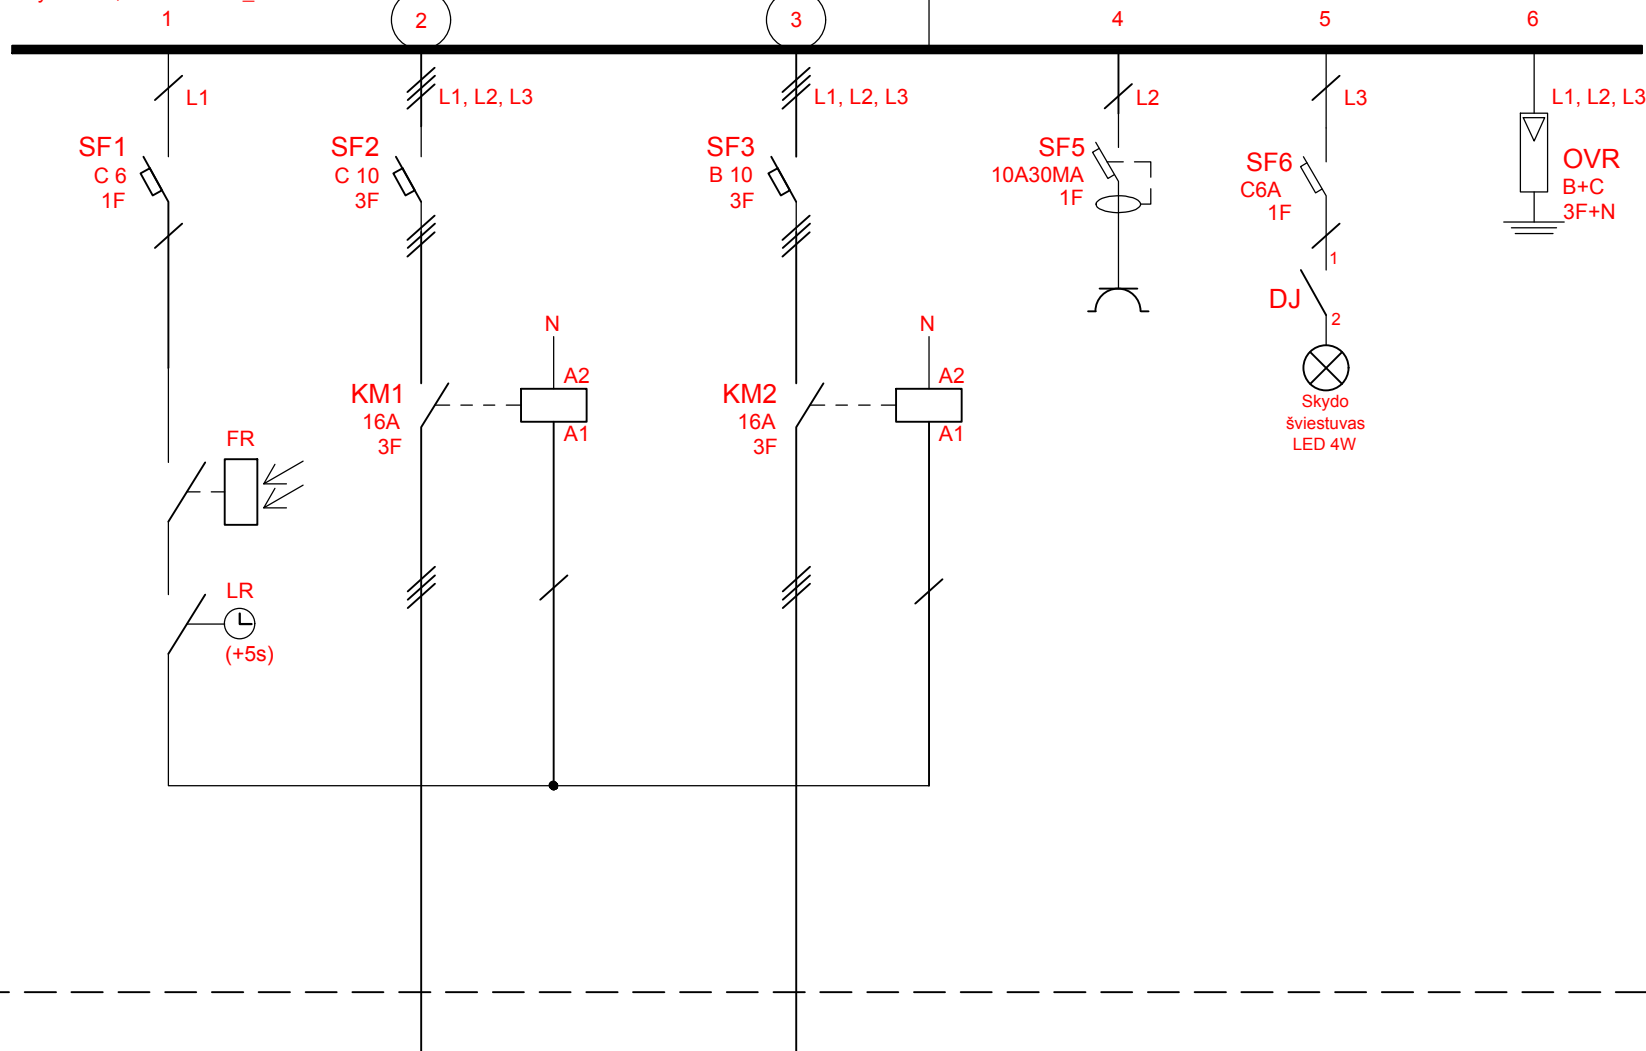 1
2
3
4
5
6
L1
L1, L2, L3
L1, L2, L3
L2
L3
L1, L2, L3
SF1
C 6
1F
SF2
C 10
3F
SF3
B 10
3F
SF5
10A30MA
1F
SF6
C6A
1F
OVR
B+C
3F+N
1
DJ
2
Skydo
šviestuvas
LED 4W
N
A2
A1
KM1
16A
3F
N
A2
A1
KM2
16A
3F
FR
LR
(+5s)